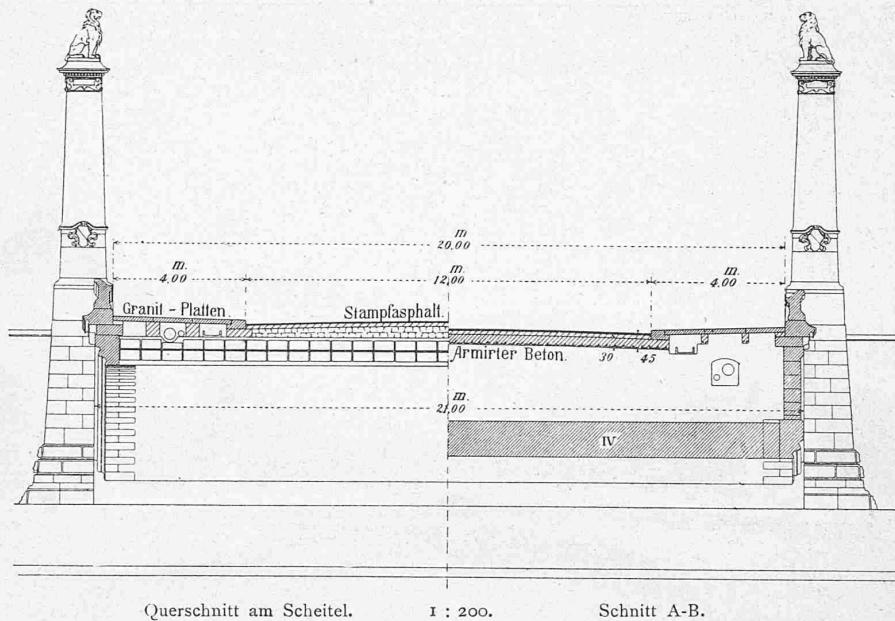 m
20,00
m.
4,00
m.
12,00
m.
4,00
Granit - Platten.
Stampfasphalt.
Armirter Beton.
30
45
m.
21,00
IV
Querschnitt am Scheitel.
1 : 200.
Schnitt A-B.